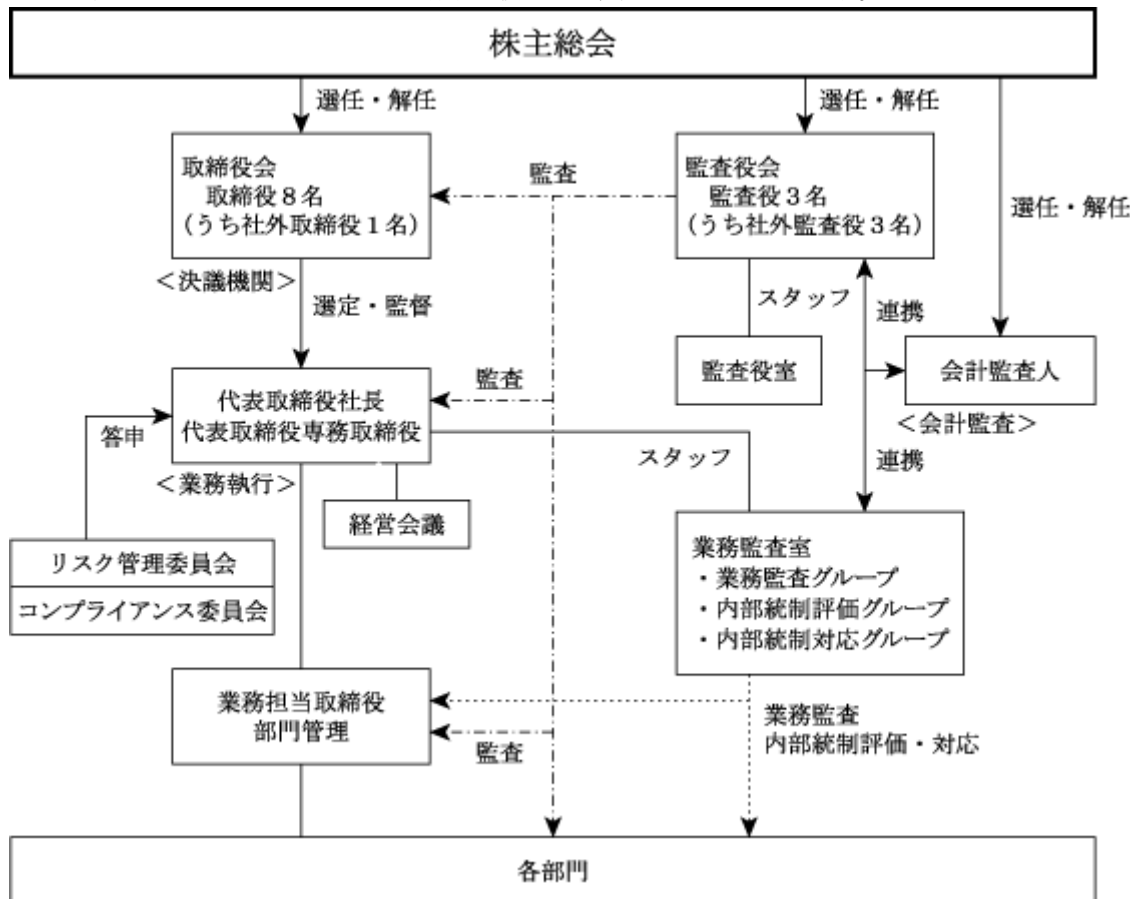 株主総会
選任・解任
選任・解任
取締役会
取締役8名
(うち社外取締役1名)
監査
監査役会
監査役3名
(うち社外監査役3名)
選任・解任
＜決議機関＞
選定・監督
スタッフ
連携
監査役室
会計監査人
＜会計監査＞
監査
代表取締役社長
代表取締役専務取締役
答申
＜業務執行＞
スタッフ
連携
経営会議
リスク管理委員会
コンプライアンス委員会
業務監査室
・業務監査グループ
・内部統制評価グループ
・内部統制対応グループ
業務担当取締役
部門管理
監査
業務監査
内部統制評価・対応
各部門